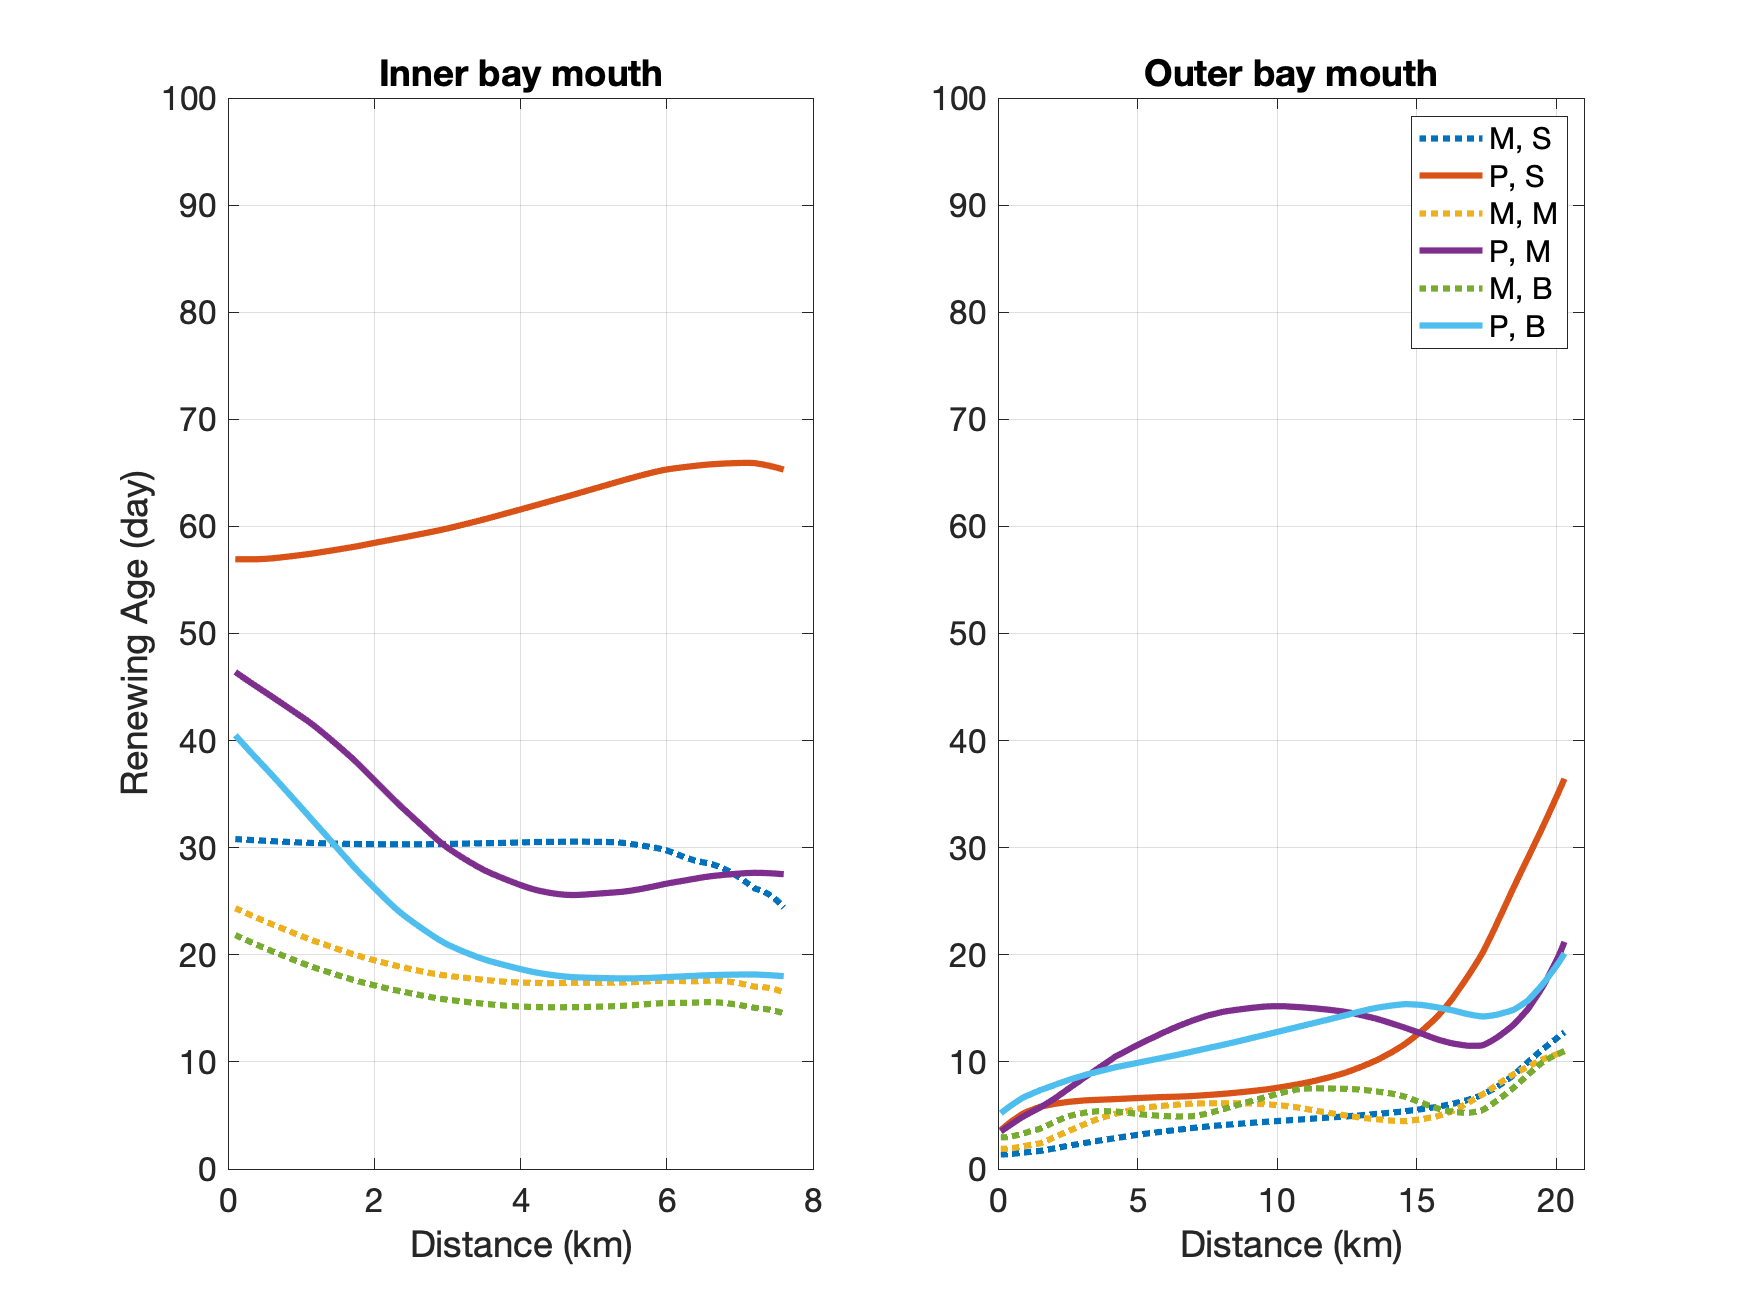 Inner bay mouth
100
90
80
70
60
50
40
30
20
10
0
0 2 4 6 8
Distance (km)
Renewing Age (day)
Outer bay mouth
100
90
80
70
60
50
40
30
20
10
0
0 5 10 15 20
Distance (km)
M, S
P, S
M, M
P, M
M, B
P, B